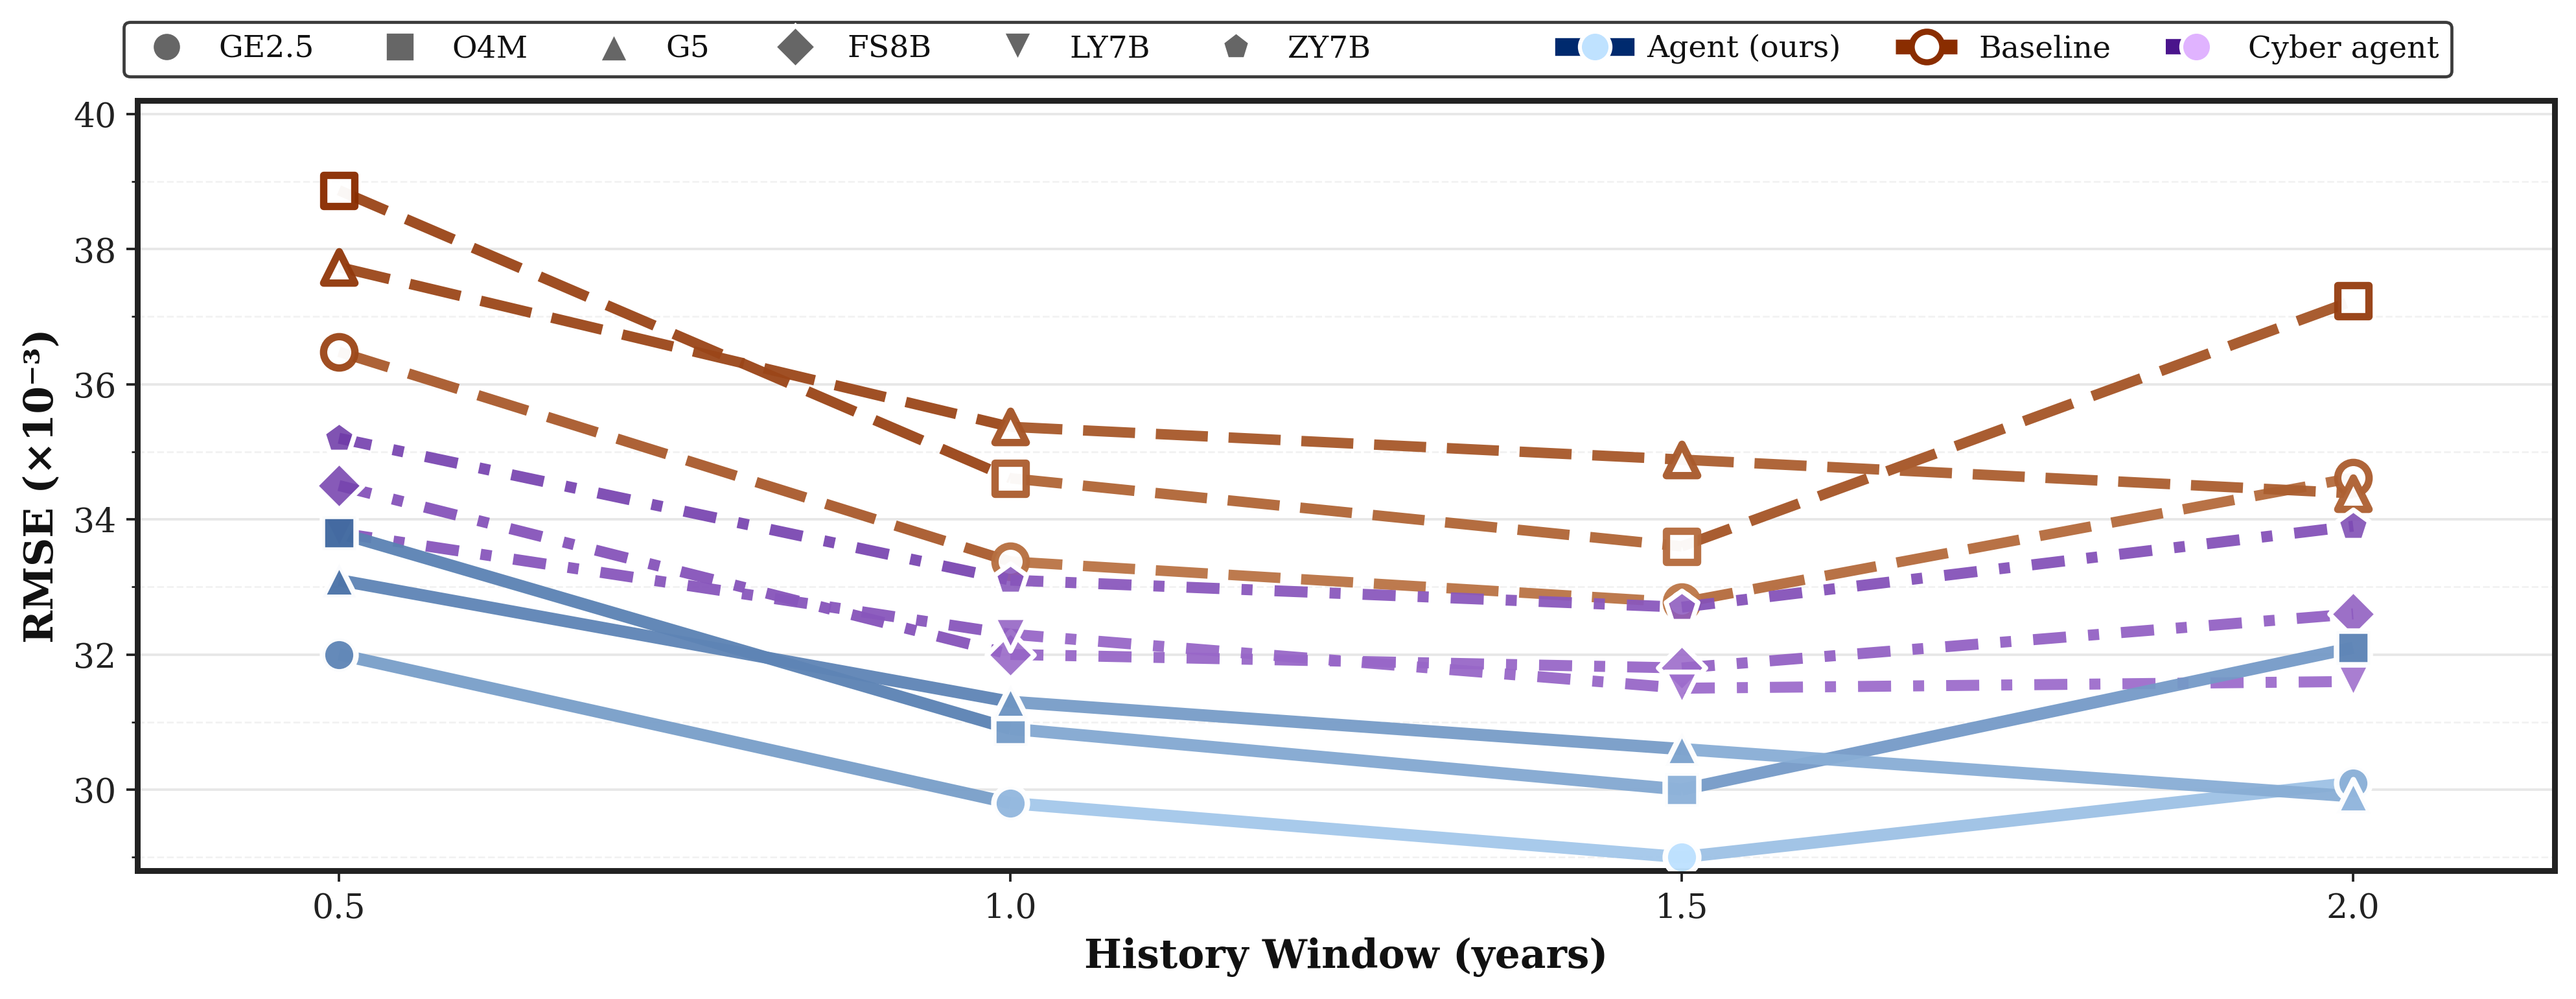 GE2.5 O4M G5 FS8B LY7B ZY7B Agent (ours) Baseline Cyber agent
40
38
36
34
32
30
RMSE (×10⁻³)
0.5 1.0 1.5 2.0
History Window (years)